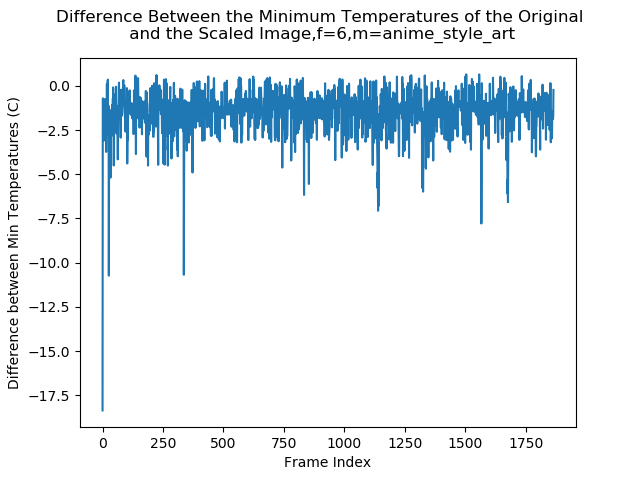 Difference Between the Minimum Temperatures of the Original
and the Scaled Image,f=6,m=anime_style_art
Difference between Min Temperatures (C)
0.0
−2.5
−5.0
−7.5
−10.0
−12.5
−15.0
−17.5
0 250 500 750 1000 1250 1500 1750
Frame Index